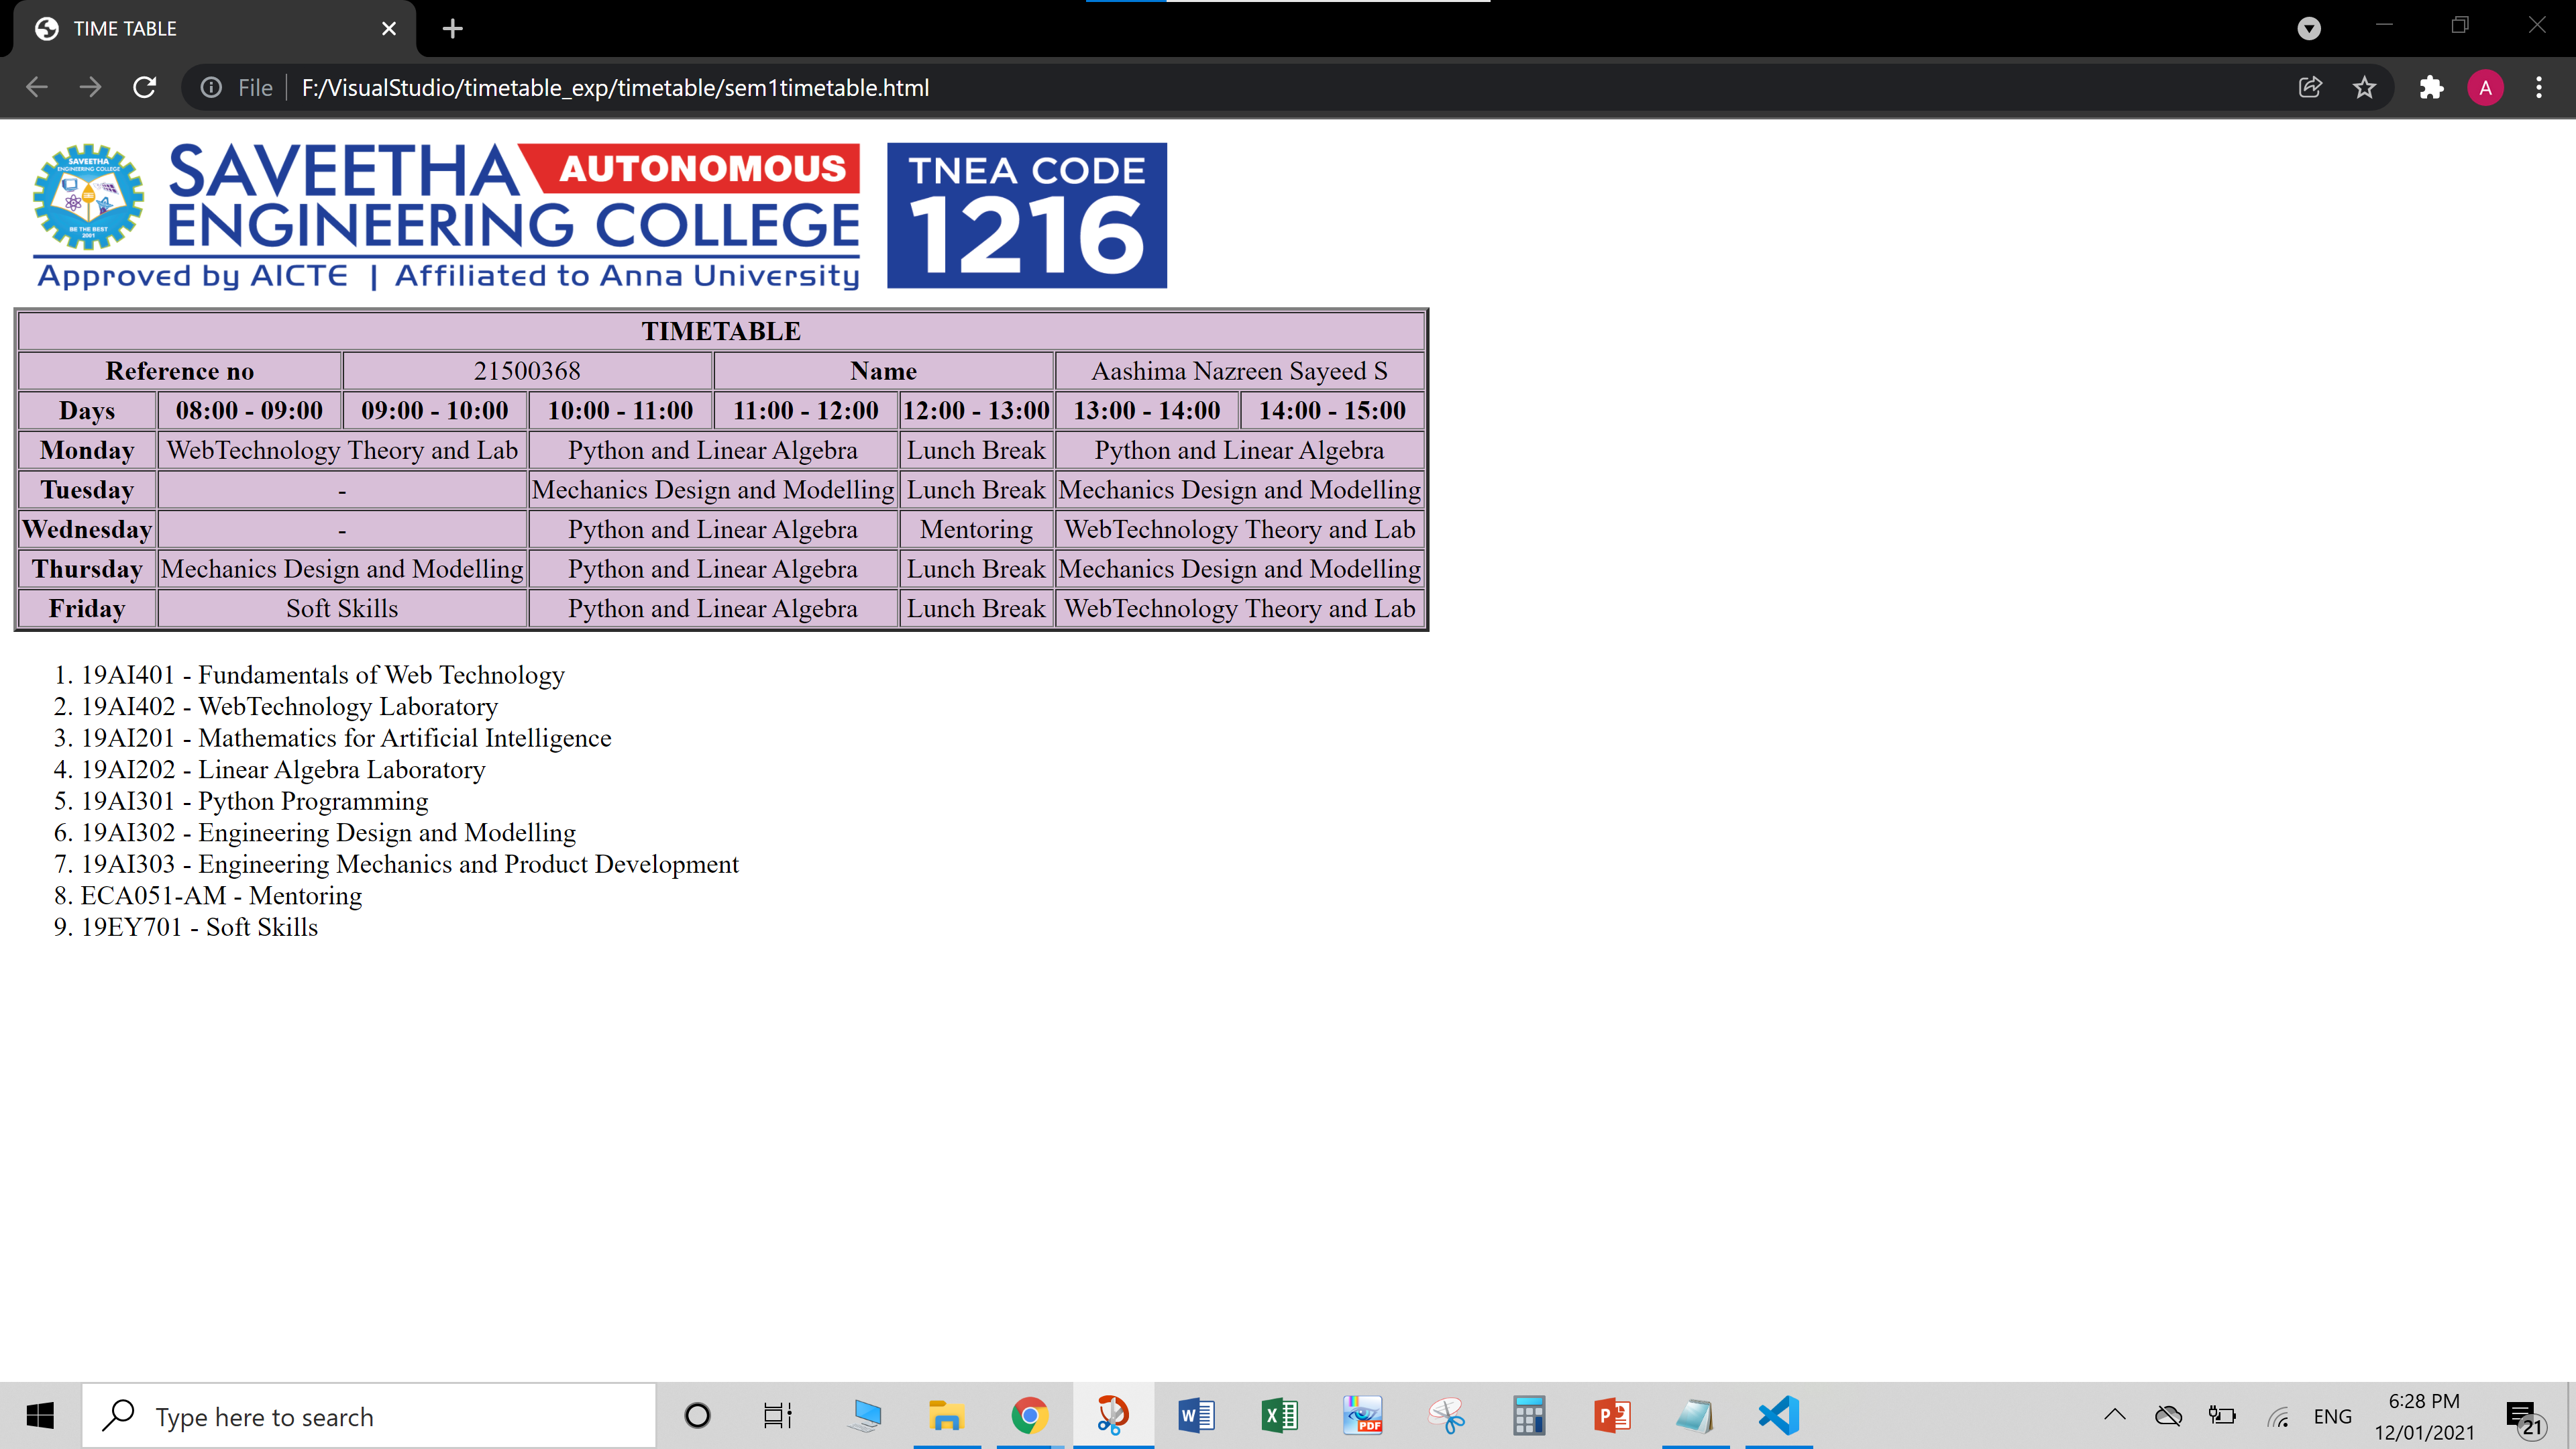 TIME TABLE
File F:/VisualStudio/timetable_exp/timetable/sem1timetable.html
A
SAVEETHA
ENGINEERING COLLEGE
BE THE BEST
2001
SAVEETHA AUTONOMOUS
ENGINEERING COLLEGE
Approved by AICTE | Affiliated to Anna University
TNEA CODE
1216
TIMETABLE
Reference no 21500368 Name Aashima Nazreen Sayeed S
Days 08:00 - 09:00 09:00 - 10:00 10:00 - 11:00 11:00 - 12:00 12:00 - 13:00 13:00 - 14:00 14:00 - 15:00
Monday WebTechnology Theory and Lab Python and Linear Algebra Lunch Break Python and Linear Algebra
Tuesday - Mechanics Design and Modelling Lunch Break Mechanics Design and Modelling
Wednesday - Python and Linear Algebra Mentoring WebTechnology Theory and Lab
Thursday Mechanics Design and Modelling Python and Linear Algebra Lunch Break Mechanics Design and Modelling
Friday Soft Skills Python and Linear Algebra Lunch Break WebTechnology Theory and Lab
1. 19AI401 - Fundamentals of Web Technology
2. 19AI402 - WebTechnology Laboratory
3. 19AI201 - Mathematics for Artificial Intelligence
4. 19AI202 - Linear Algebra Laboratory
5. 19AI301 - Python Programming
6. 19AI302 - Engineering Design and Modelling
7. 19AI303 - Engineering Mechanics and Product Development
8. ECA051-AM - Mentoring
9. 19EY701 - Soft Skills
Type here to search
PDF
ENG
6:28 PM
12/01/2021
21